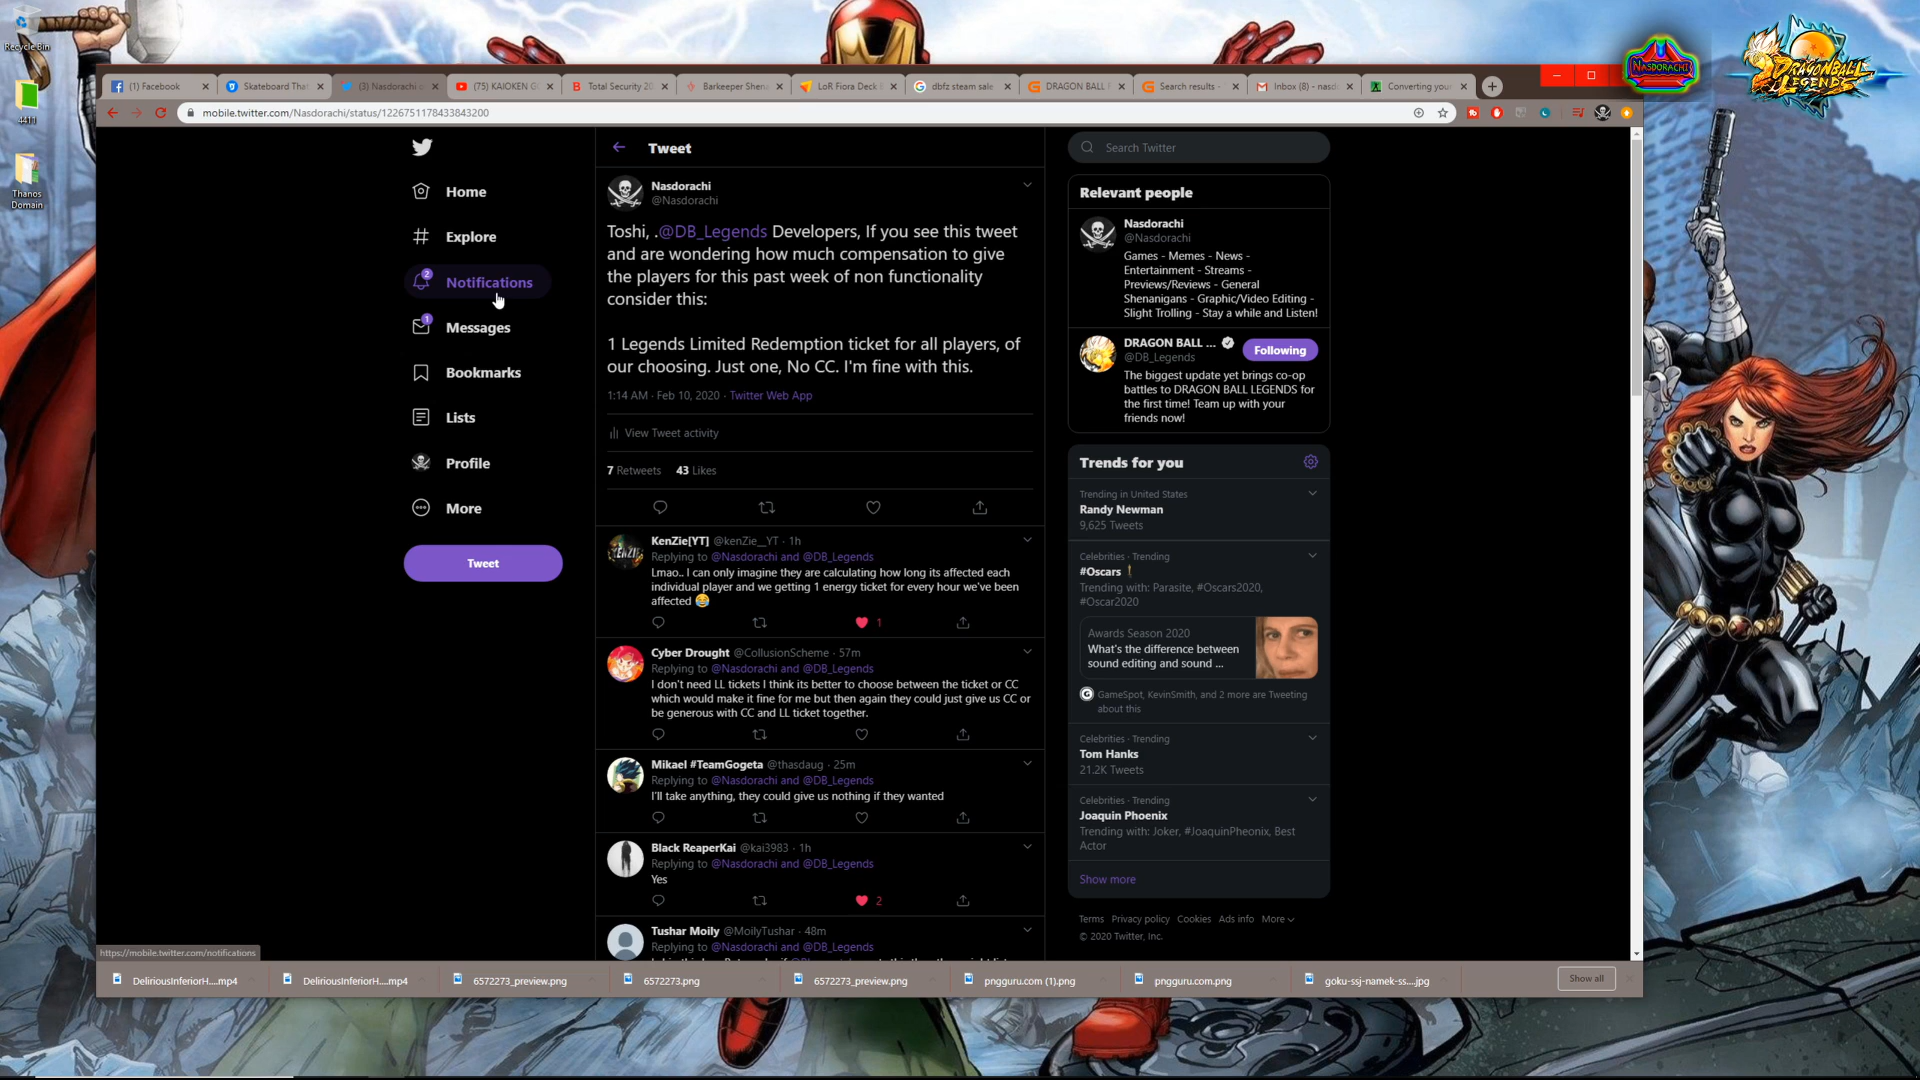 Recycle Bin
4411
Thanos
Domain
NASDORACHI
DRAGONBALL
LEGENDS
(1) Facebook
Skateboard Tha
(3) Nasdorachi o
(75) KAIOKEN G
Total Security 20
Barkeeper Shen
LoR Fiora Deck
dbfz steam sale
DRAGON BALL F
Search results -
Inbox (8) - nasd
Converting your
mobile.twitter.com/Nasdorachi/status/1226751178433843200
Home
Explore
2
Notifications
1
Messages
Bookmarks
Lists
Profile
More
Tweet
Tweet
Nasdorachi
@Nasdorachi
Toshi, .@DB_Legends Developers, If you see this tweet
and are wondering how much compensation to give
the players for this past week of non functionality
consider this:
1 Legends Limited Redemption ticket for all players, of
our choosing. Just one, No CC. I'm fine with this.
1:14 AM · Feb 10, 2020 · Twitter Web App
View Tweet activity
7 Retweets 43 Likes
KenZie[YT] @kenZie__YT · 1h
Replying to @Nasdorachi and @DB_Legends
Lmao.. I can only imagine they are calculating how long its affected each
individual player and we getting 1 energy ticket for every hour we've been
affected 😂
1
Cyber Drought @CollusionScheme · 57m
Replying to @Nasdorachi and @DB_Legends
I don't need LL tickets I think its better to choose between the ticket or CC
which would make it fine for me but then again they could just give us CC or
be generous with CC and LL ticket together.
Mikael #TeamGogeta @thasdaug · 25m
Replying to @Nasdorachi and @DB_Legends
I'll take anything, they could give us nothing if they wanted
Black ReaperKai @kai3983 · 1h
Replying to @Nasdorachi and @DB_Legends
Yes
2
Tushar Moily @MoilyTushar · 48m
Replying to @Nasdorachi and @DB_Legends
Search Twitter
Relevant people
Nasdorachi
@Nasdorachi
Games - Memes - News -
Entertainment - Streams -
Previews/Reviews - General
Shenanigans - Graphic/Video Editing -
Slight Trolling - Stay a while and Listen!
DRAGON BALL ...
@DB_Legends
Following
The biggest update yet brings co-op
battles to DRAGON BALL LEGENDS for
the first time! Team up with your
friends now!
Trends for you
Trending in United States
Randy Newman
9,625 Tweets
Celebrities · Trending
#Oscars
Trending with: Parasite, #Oscars2020,
#Oscar2020
Awards Season 2020
What's the difference between
sound editing and sound ...
GameSpot, KevinSmith, and 2 more are Tweeting
about this
Celebrities · Trending
Tom Hanks
21.2K Tweets
Celebrities · Trending
Joaquin Phoenix
Trending with: Joker, #JoaquinPheonix, Best
Actor
Show more
Terms Privacy policy Cookies Ads info More
© 2020 Twitter, Inc.
https://mobile.twitter.com/notifications
DeliriousInferiorH....mp4
DeliriousInferiorH....mp4
6572273_preview.png
6572273.png
6572273_preview.png
pngguru.com (1).png
pngguru.com.png
goku-ssj-namek-ss....jpg
Show all